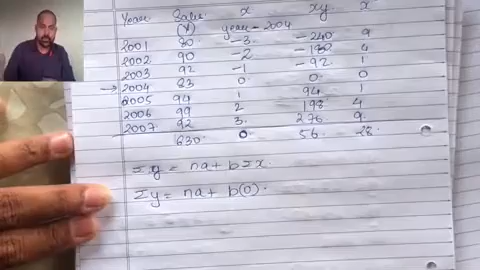 Year Sales x xy x
(Y) year - 2004
2001 80 -3 -240 9
2002 90 -2 -180 4
2003 92 -1 -92 1
→ 2004 83 0 0 0
2005 94 1 94 1
2006 99 2 198 4
2007 92 3 276 9
630 0 56 28
Σy = na + bΣx
Σy = na + b(0)